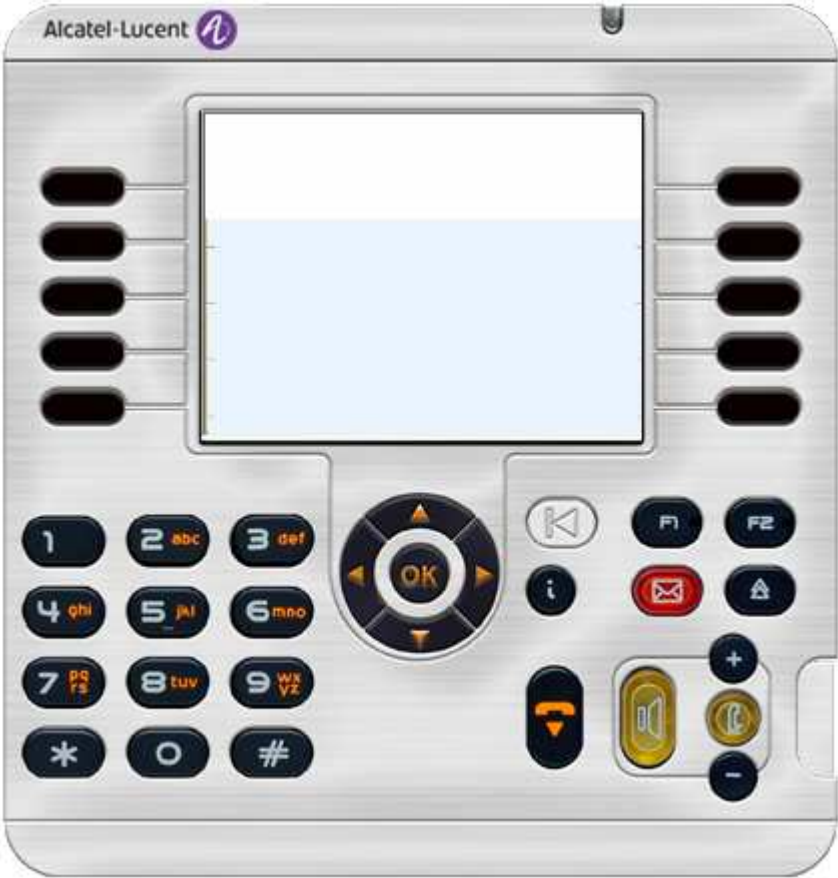 Alcatel·Lucent
F1 F2
1 2 abc 3 def
OK
i
4 ghi 5 jkl 6 mno
7 pqrs 8 tuv 9 wxyz
+
* 0 #
-